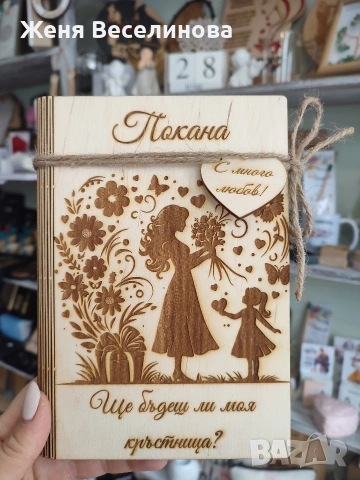 Женя Веселинова
28
Покана
С много
любов!
Ще бъдеш ли моя
кръстница?
BAZAR